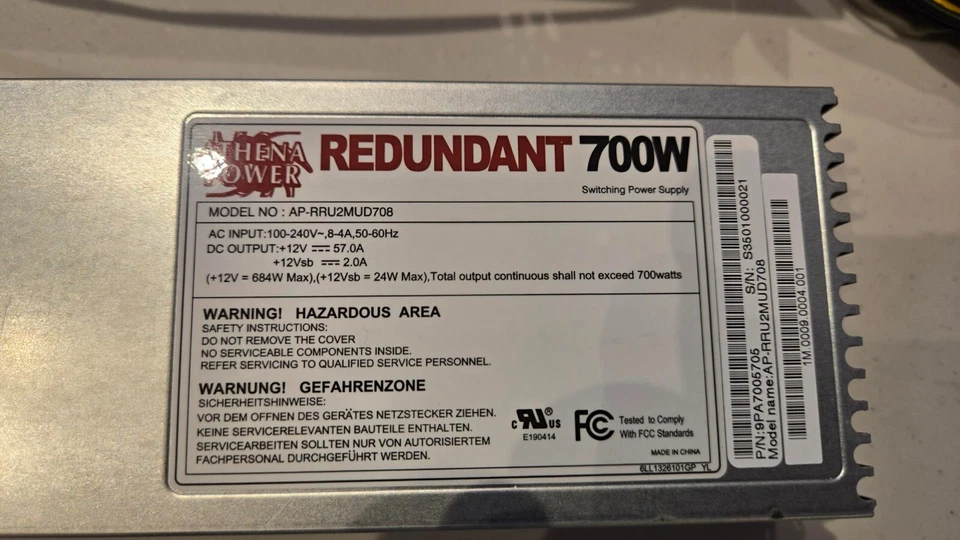 ATHENA
POWER
REDUNDANT 700W
Switching Power Supply
MODEL NO : AP-RRU2MUD708
AC INPUT:100-240V~,8-4A,50-60Hz
DC OUTPUT:+12V ⎓ 57.0A
+12Vsb ⎓ 2.0A
(+12V = 684W Max),(+12Vsb = 24W Max),Total output continuous shall not exceed 700watts
WARNING! HAZARDOUS AREA
SAFETY INSTRUCTIONS:
DO NOT REMOVE THE COVER
NO SERVICEABLE COMPONENTS INSIDE.
REFER SERVICING TO QUALIFIED SERVICE PERSONNEL.
WARNUNG! GEFAHRENZONE
SICHERHEITSHINWEISE:
VOR DEM OFFNEN DES GERÄTES NETZSTECKER ZIEHEN.
KEINE SERVICERELEVANTEN BAUTEILE ENTHALTEN.
SERVICEARBEITEN SOLLTEN NUR VON AUTORISIERTEM
FACHPERSONAL DURCHGEFÜHRT WERDEN.
c RU ® US
E190414
FC Tested to Comply
With FCC Standards
MADE IN CHINA
6LL1326101GP YL
P/N:9PA7005705 S/N: S3501000021
Model name:AP-RRU2MUD708
1M.0009.0004.001